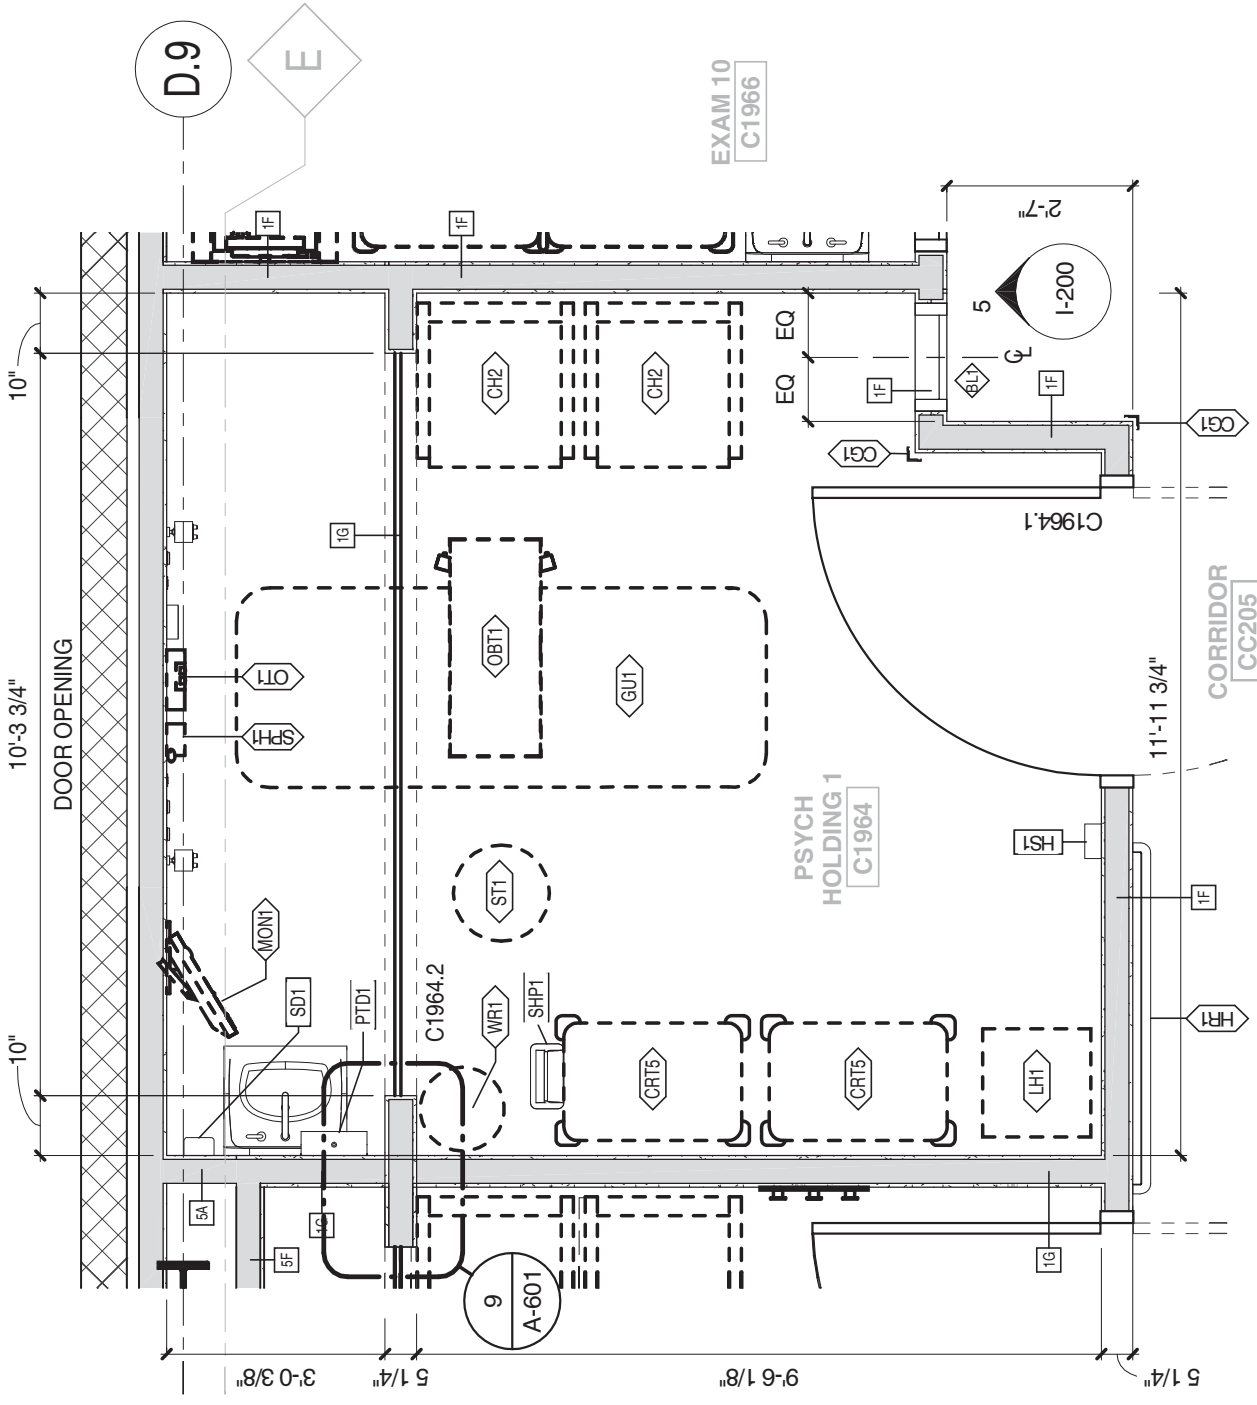 D.9
E
EXAM 10
C1966
10"
10'-3 3/4"
10"
DOOR OPENING
1F
1F
2'-7"
5
I-200
CH2
CH2
EQ
EQ
CL
1F
BL1
1F
CG1
CG1
1G
C1964.1
OBT1
OT1
SPH1
GU1
CORRIDOR
CC205
11'-11 3/4"
PSYCH
HOLDING 1
C1964
HS1
ST1
MON1
1F
SD1
PTD1
C1964.2
WR1
SHP1
CRT5
CRT5
LH1
HR1
5A
1G
5F
1G
9
A-601
3'-0 3/8"
5 1/4"
9'-6 1/8"
5 1/4"